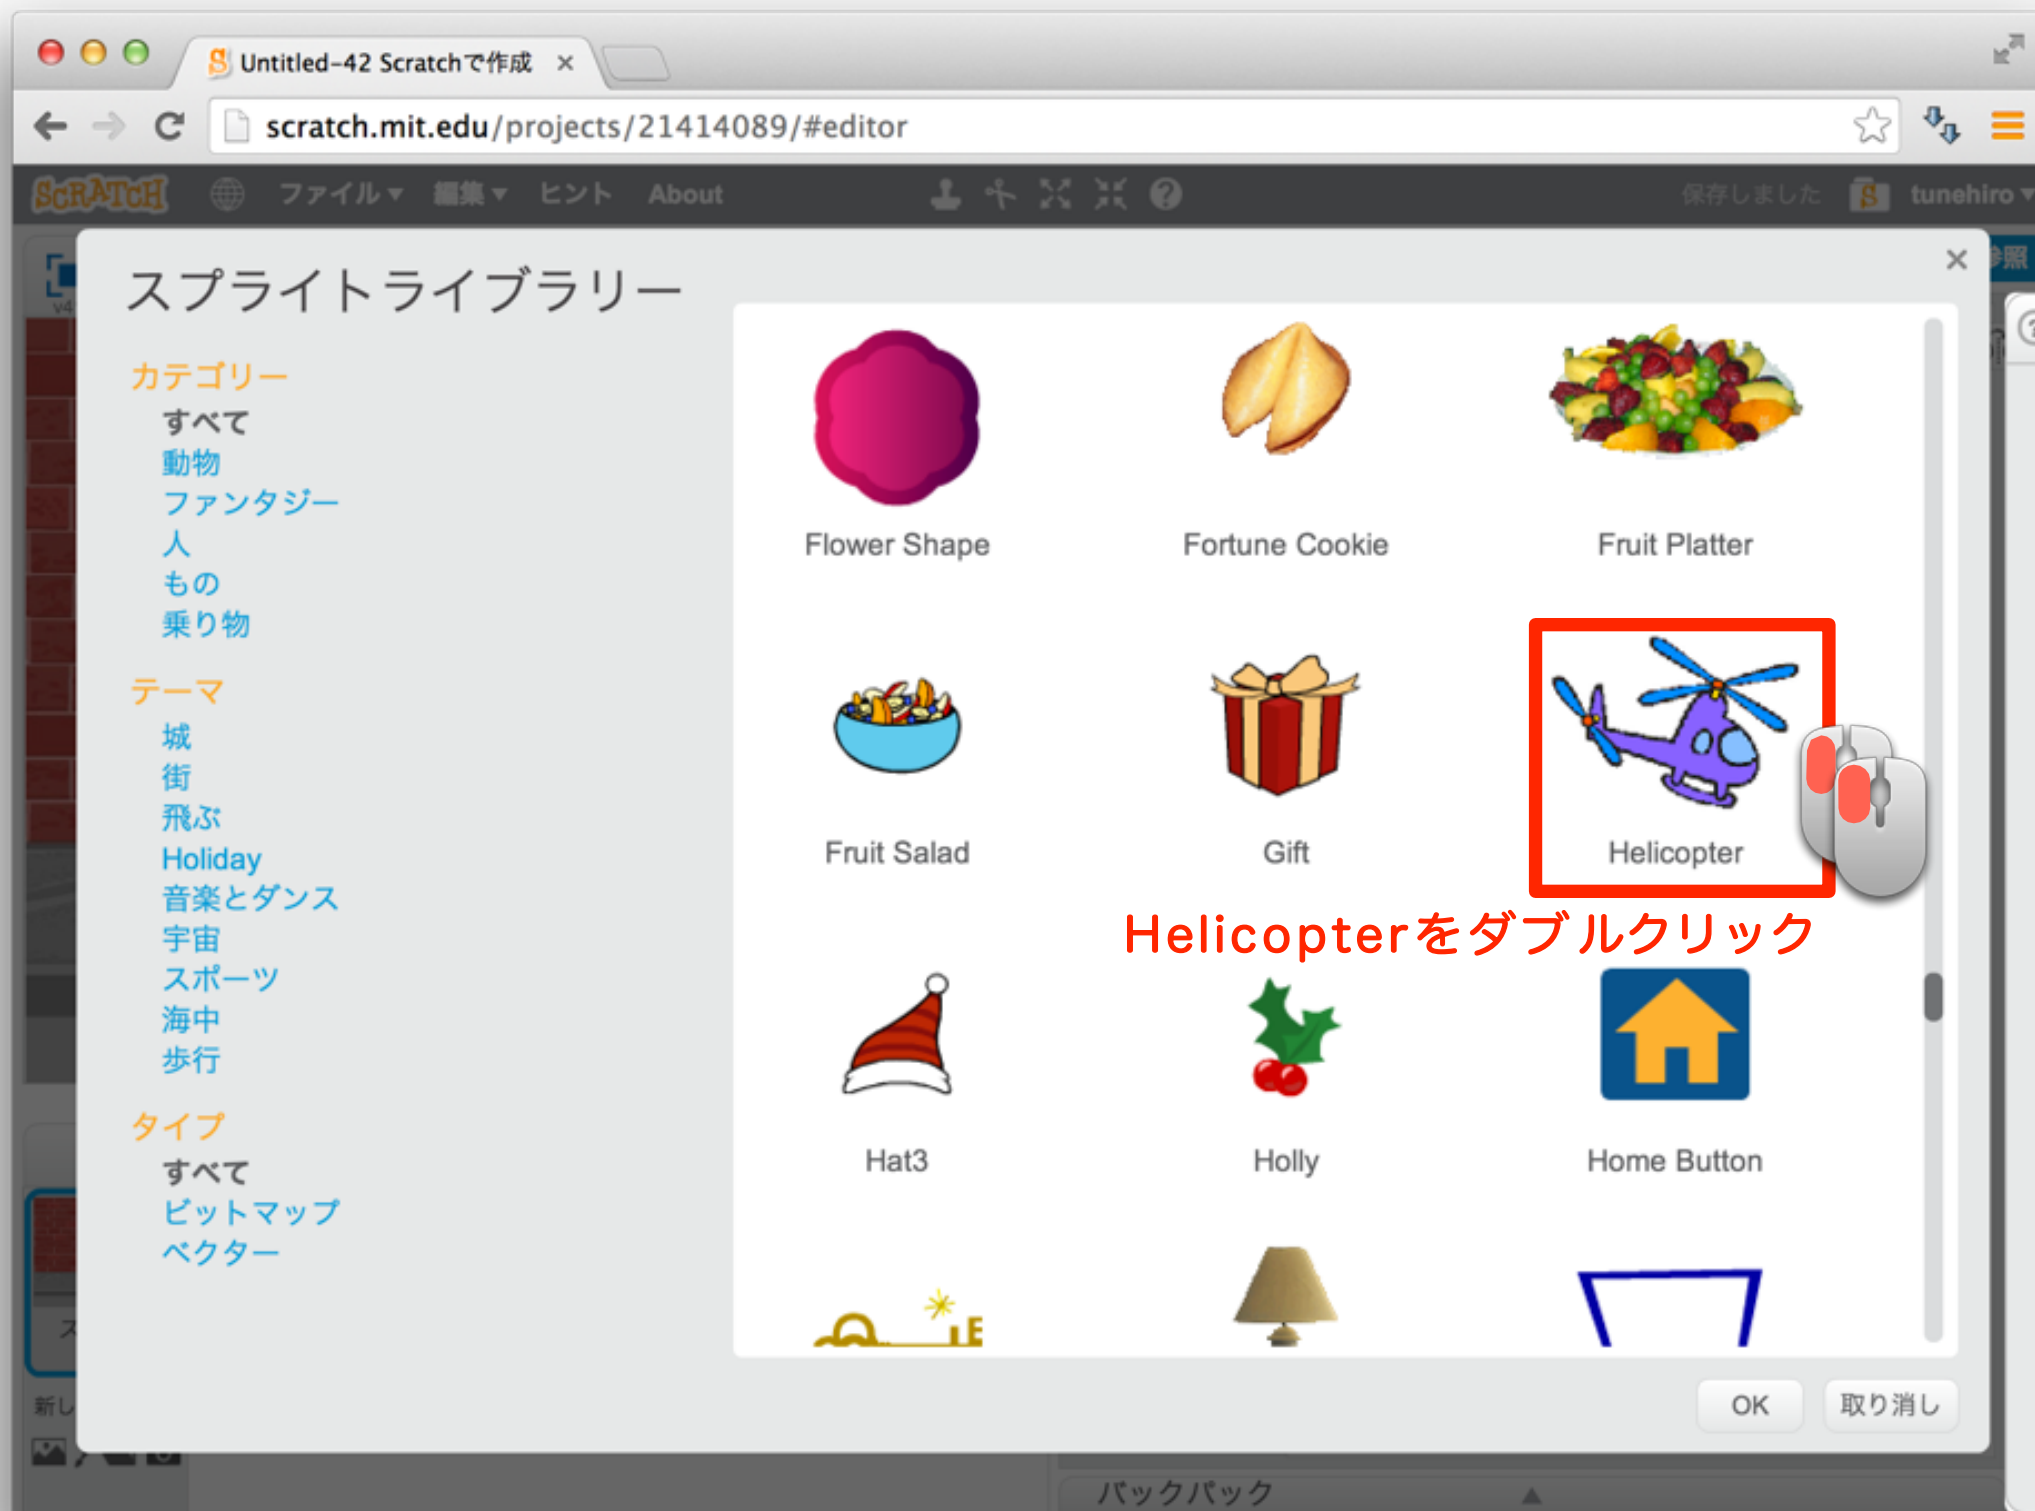 Untitled-42 Scratchで作成
scratch.mit.edu/projects/21414089/#editor
SCRATCH ファイル 編集 ヒント About 保存しました tunehiro
参照
v4
スプライトライブラリー
カテゴリー
すべて
動物
ファンタジー
人
もの
乗り物
テーマ
城
街
飛ぶ
Holiday
音楽とダンス
宇宙
スポーツ
海中
歩行
タイプ
すべて
ビットマップ
ベクター
Flower Shape Fortune Cookie Fruit Platter
Fruit Salad Gift Helicopter
Helicopterをダブルクリック
Hat3 Holly Home Button
ス
新し
OK 取り消し
バックパック